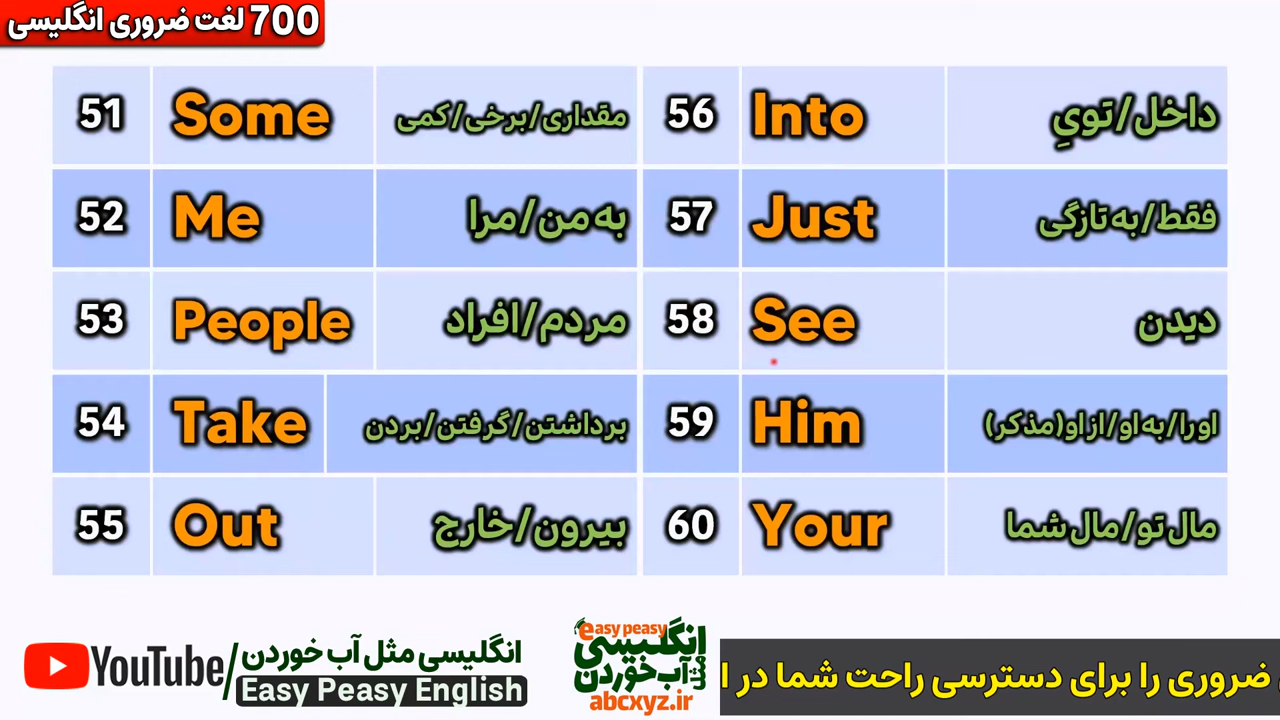 700 لغت ضروری انگلیسی
51 Some مقداری/برخی/کمی
52 Me به من/مرا
53 People مردم/افراد
54 Take برداشتن/گرفتن/بردن
55 Out بیرون/خارج
56 Into داخل/تویِ
57 Just فقط/به تازگی
58 See دیدن
59 Him او را/به او/از او(مذکر)
60 Your مال تو/مال شما
YouTube/انگلیسی مثل آب خوردن
Easy Peasy English
easy peasy
انگلیسی
مثل آب خوردن
abcxyz.ir
ضروری را برای دسترسی راحت شما در ا